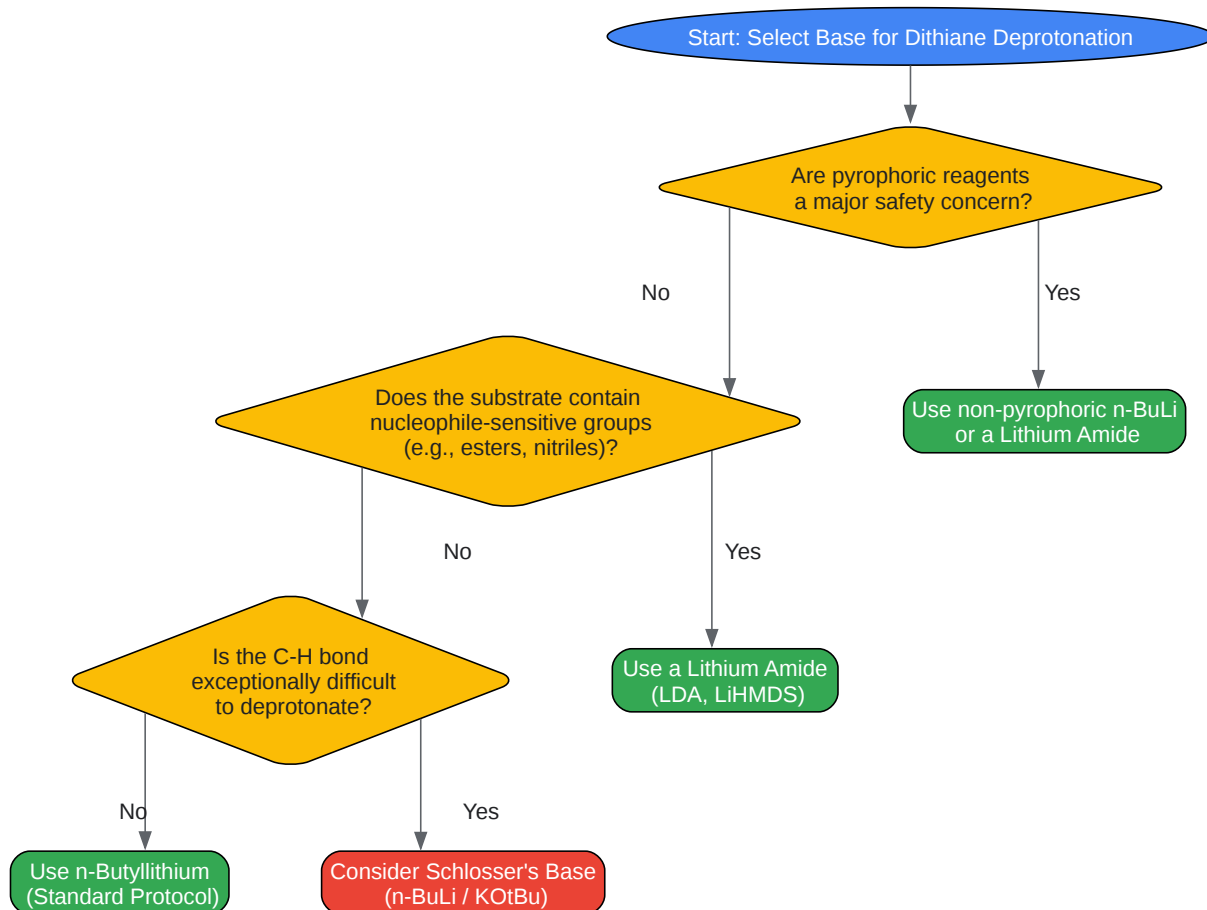 Start: Select Base for Dithiane Deprotonation
Are pyrophoric reagents
a major safety concern?
No
Yes
Does the substrate contain
nucleophile-sensitive groups
(e.g., esters, nitriles)?
Use non-pyrophoric n-BuLi
or a Lithium Amide
No
Yes
Is the C-H bond
exceptionally difficult
to deprotonate?
Use a Lithium Amide
(LDA, LiHMDS)
No
Yes
Use n-Butyllithium
(Standard Protocol)
Consider Schlosser's Base
(n-BuLi / KOtBu)